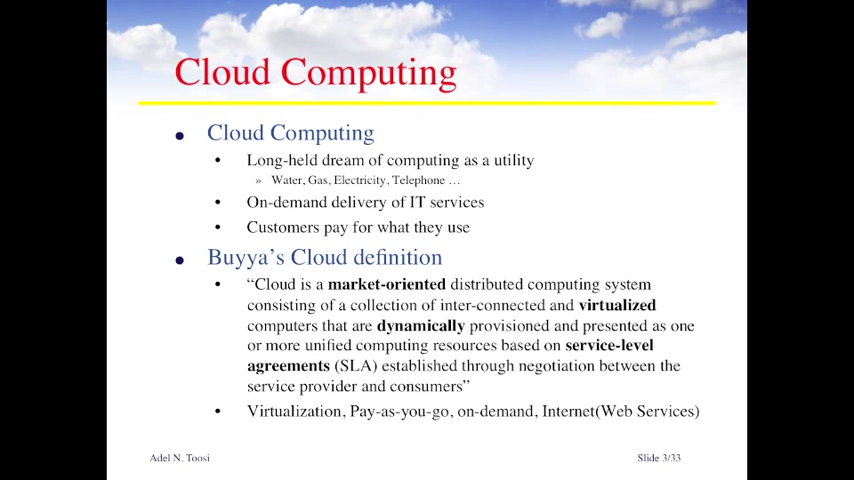 Cloud Computing
• Cloud Computing
• Long-held dream of computing as a utility
» Water, Gas, Electricity, Telephone …
• On-demand delivery of IT services
• Customers pay for what they use
• Buyya’s Cloud definition
• “Cloud is a market-oriented distributed computing system
consisting of a collection of inter-connected and virtualized
computers that are dynamically provisioned and presented as one
or more unified computing resources based on service-level
agreements (SLA) established through negotiation between the
service provider and consumers”
• Virtualization, Pay-as-you-go, on-demand, Internet(Web Services)
Adel N. Toosi Slide 3/33